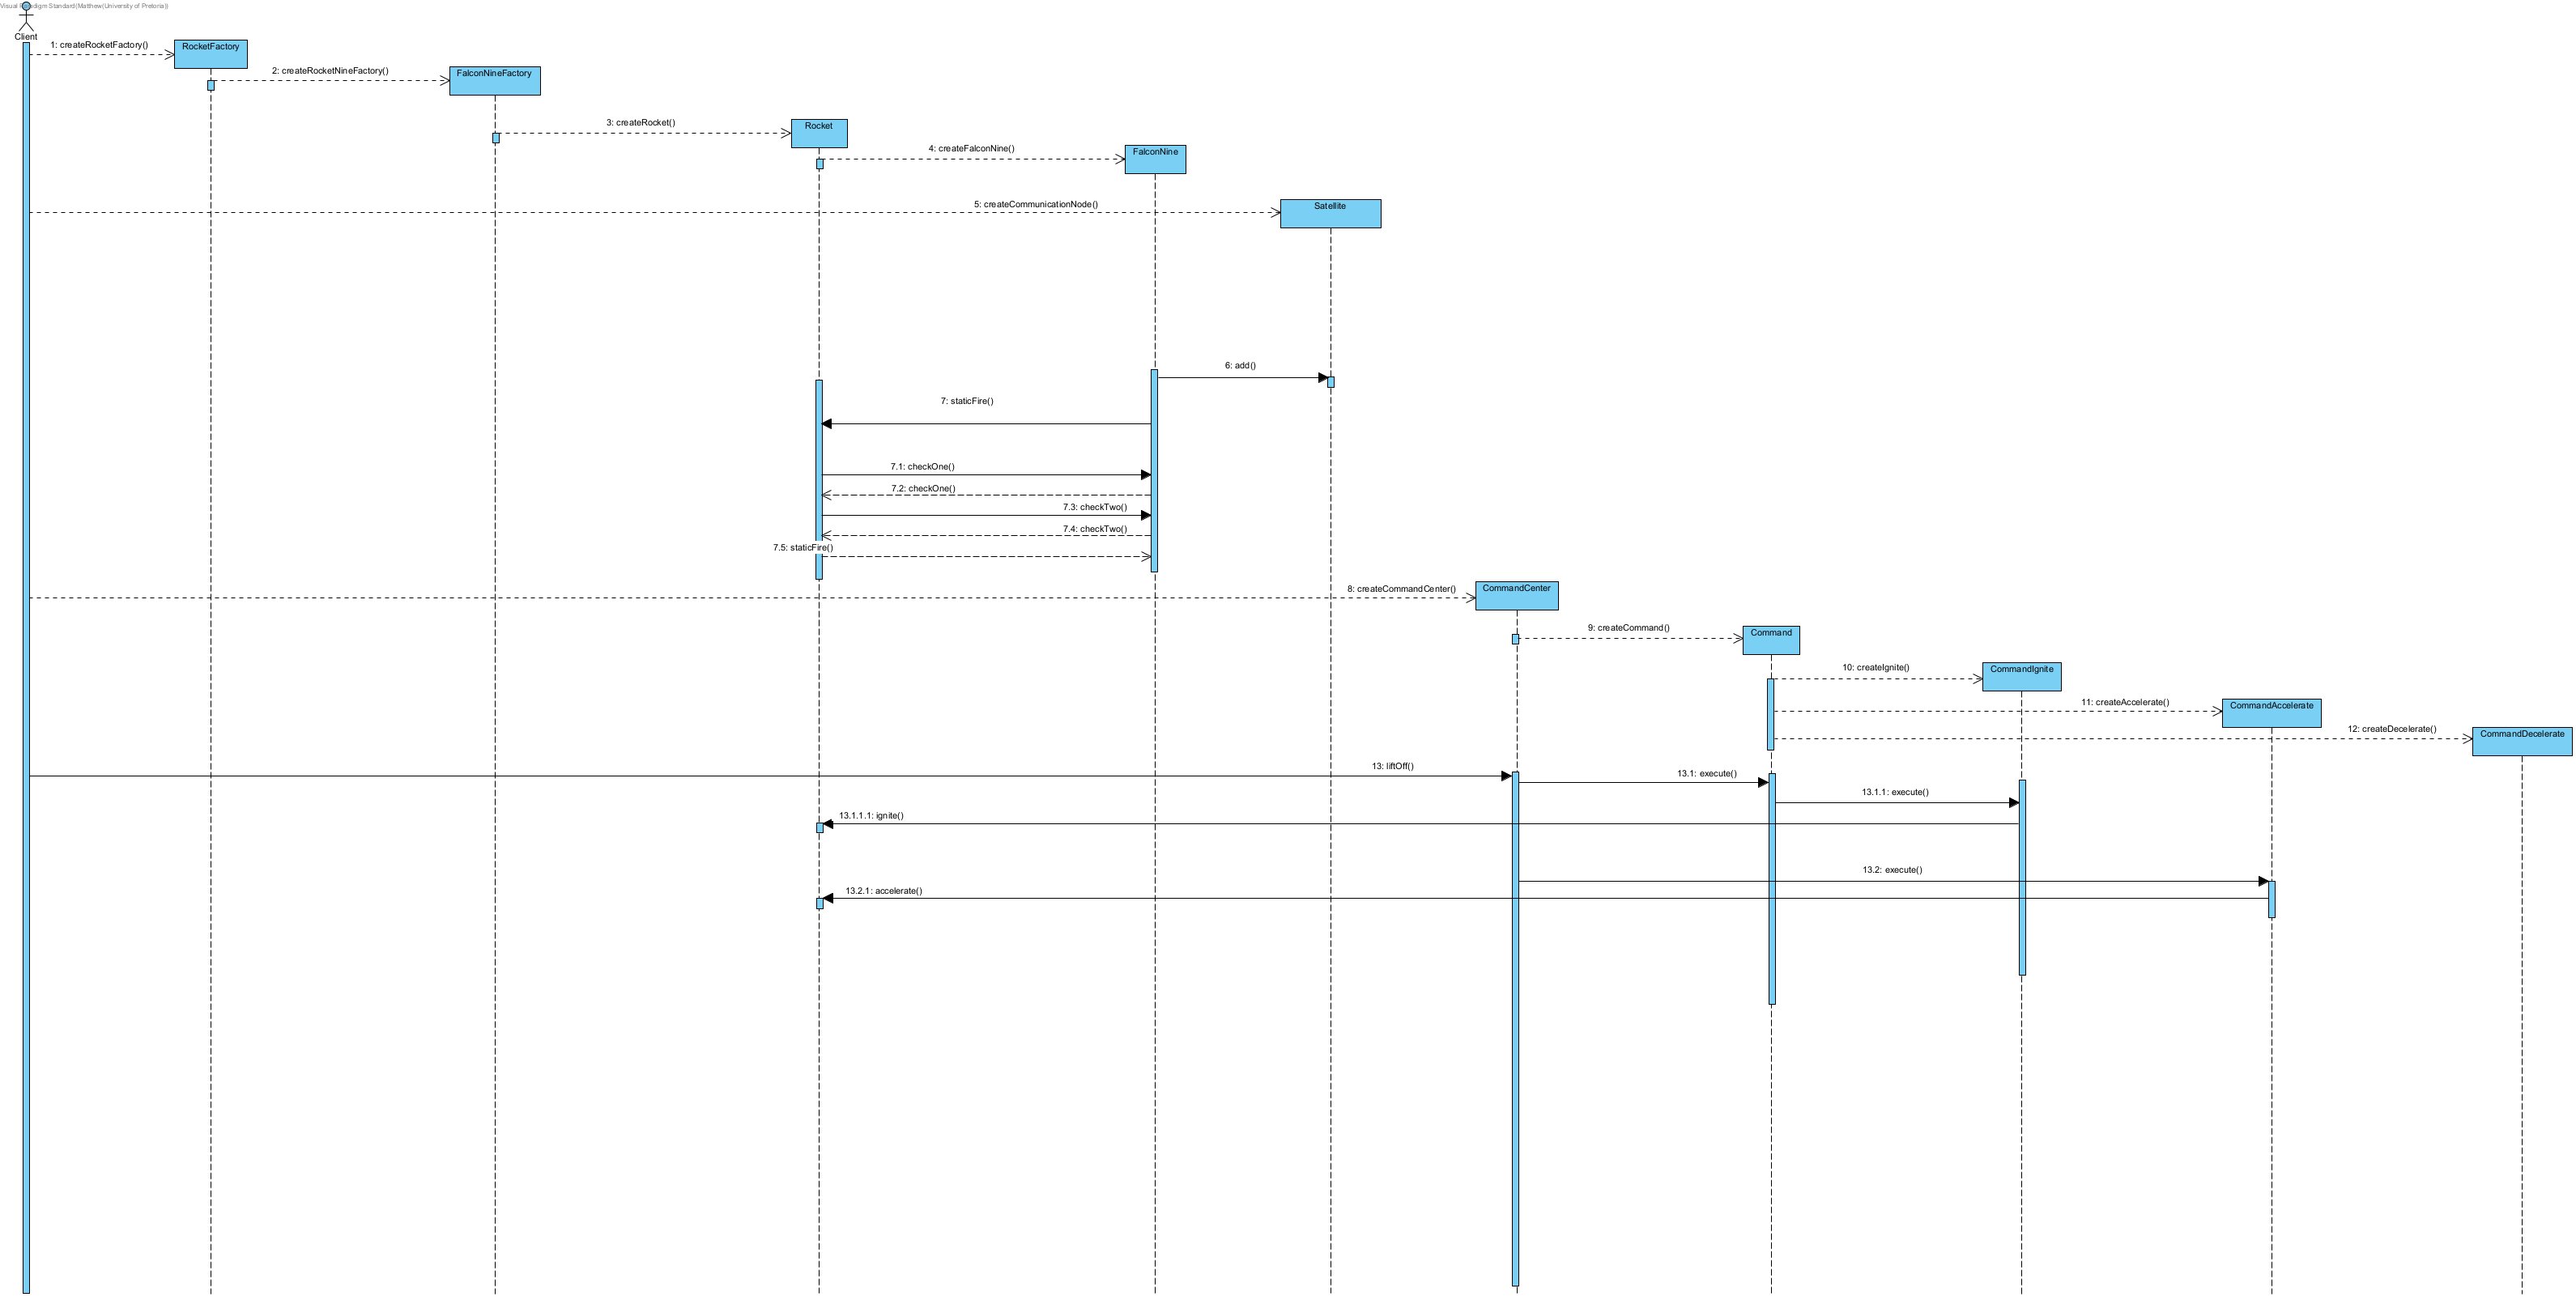 Visual Paradigm Standard(Matthew(University of Pretoria))
Client
1: createRocketFactory()
RocketFactory
2: createRocketNineFactory()
FalconNineFactory
3: createRocket()
Rocket
4: createFalconNine()
FalconNine
5: createCommunicationNode()
Satellite
6: add()
7: staticFire()
7.1: checkOne()
7.2: checkOne()
7.3: checkTwo()
7.4: checkTwo()
7.5: staticFire()
8: createCommandCenter()
CommandCenter
9: createCommand()
Command
10: createIgnite()
CommandIgnite
11: createAccelerate()
CommandAccelerate
12: createDecelerate()
CommandDecelerate
13: liftOff()
13.1: execute()
13.1.1: execute()
13.1.1.1: ignite()
13.2: execute()
13.2.1: accelerate()